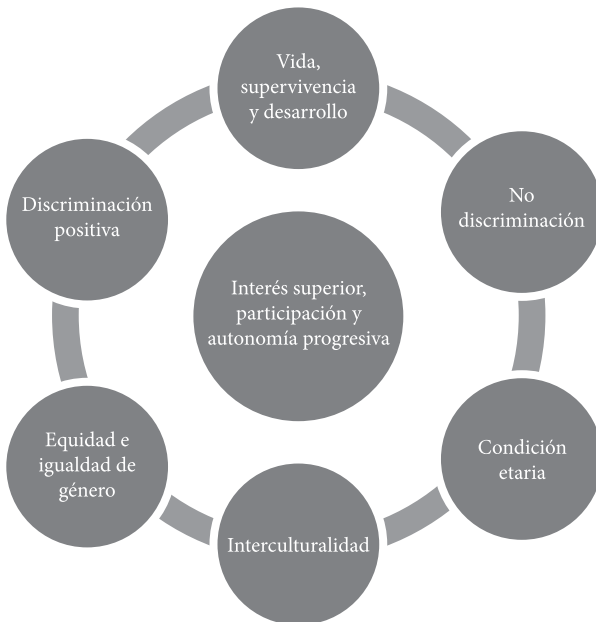 Vida,
supervivencia
y desarrollo
No
discriminación
Condición
etaria
Interculturalidad
Equidad e
igualdad de
género
Discriminación
positiva
Interés superior,
participación y
autonomía progresiva